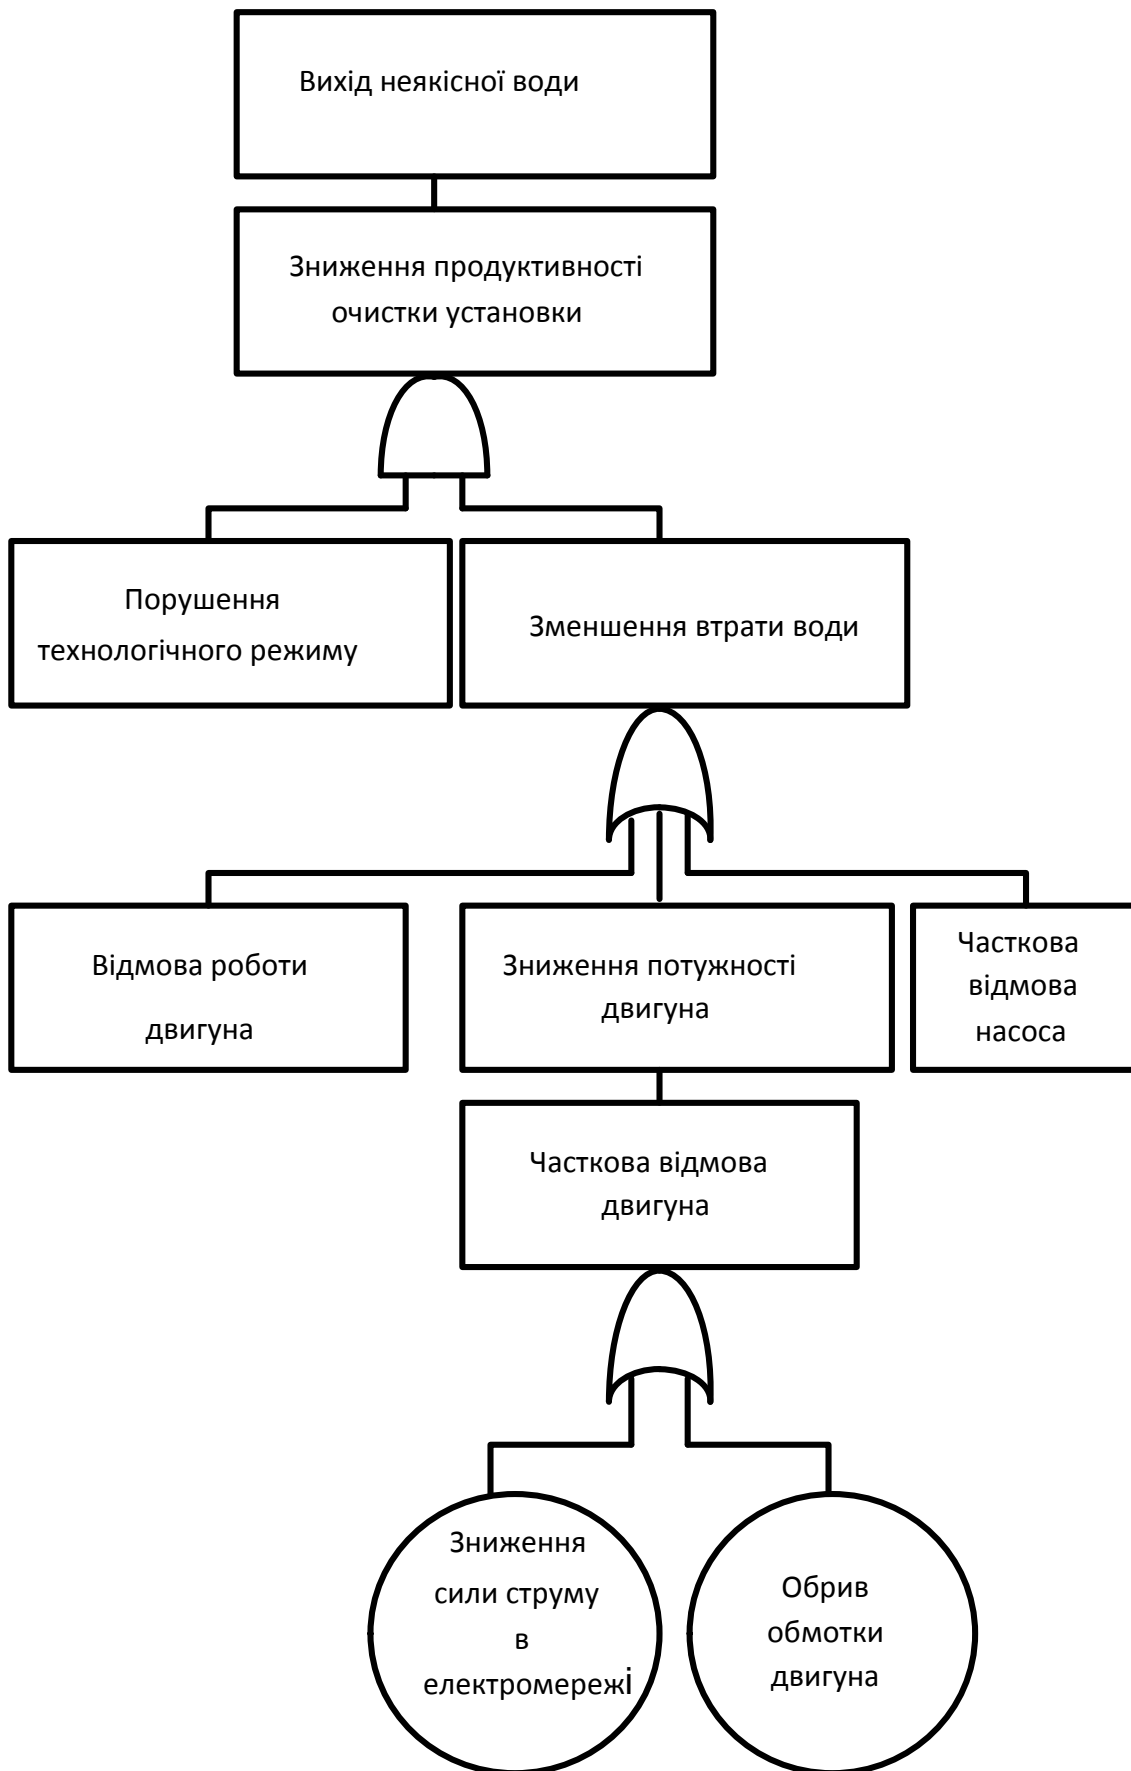 Вихід неякісної води
Зниження продуктивності
очистки установки
Порушення
технологічного режиму
Зменшення втрати води
Відмова роботи
двигуна
Зниження потужності
двигуна
Часткова
відмова
насоса
Часткова відмова
двигуна
Зниження
сили струму
в
електромережі
Обрив
обмотки
двигуна